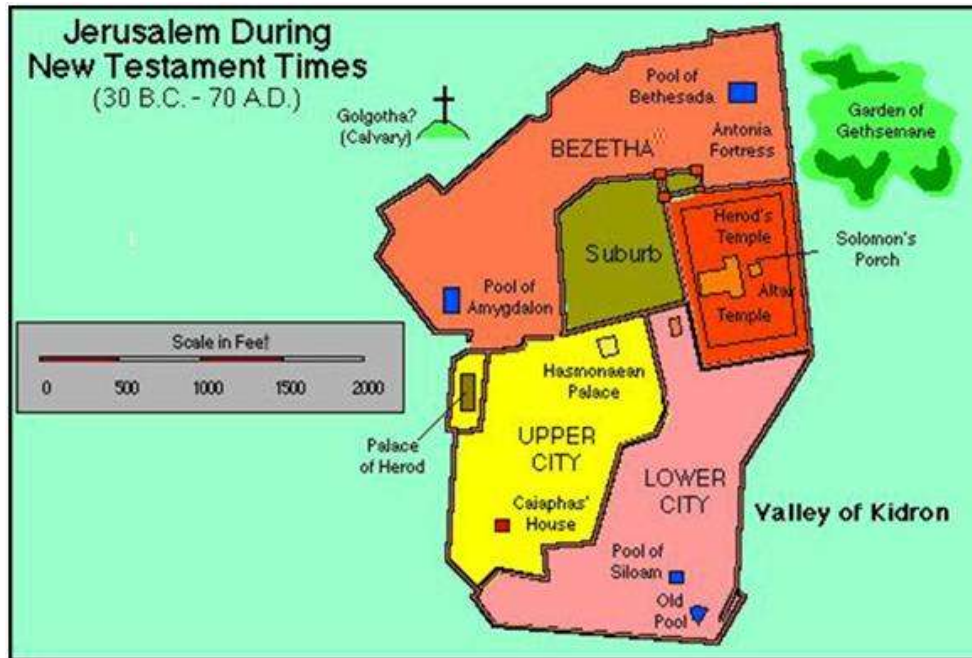 Jerusalem During
New Testament Times
(30 B.C. - 70 A.D.)
Golgotha?
(Calvary)
Pool of
Bethesada
Garden of
Gethsemane
Antonia
Fortress
BEZETHA
Herod's
Temple
Solomon's
Porch
Suburb
Altar
Temple
Pool of
Amygdalon
Scale in Feet
0 500 1000 1500 2000
Hasmonaean
Palace
Palace
of Herod
UPPER
CITY
LOWER
CITY
Caiaphas'
House
Valley of Kidron
Pool of
Siloam
Old
Pool